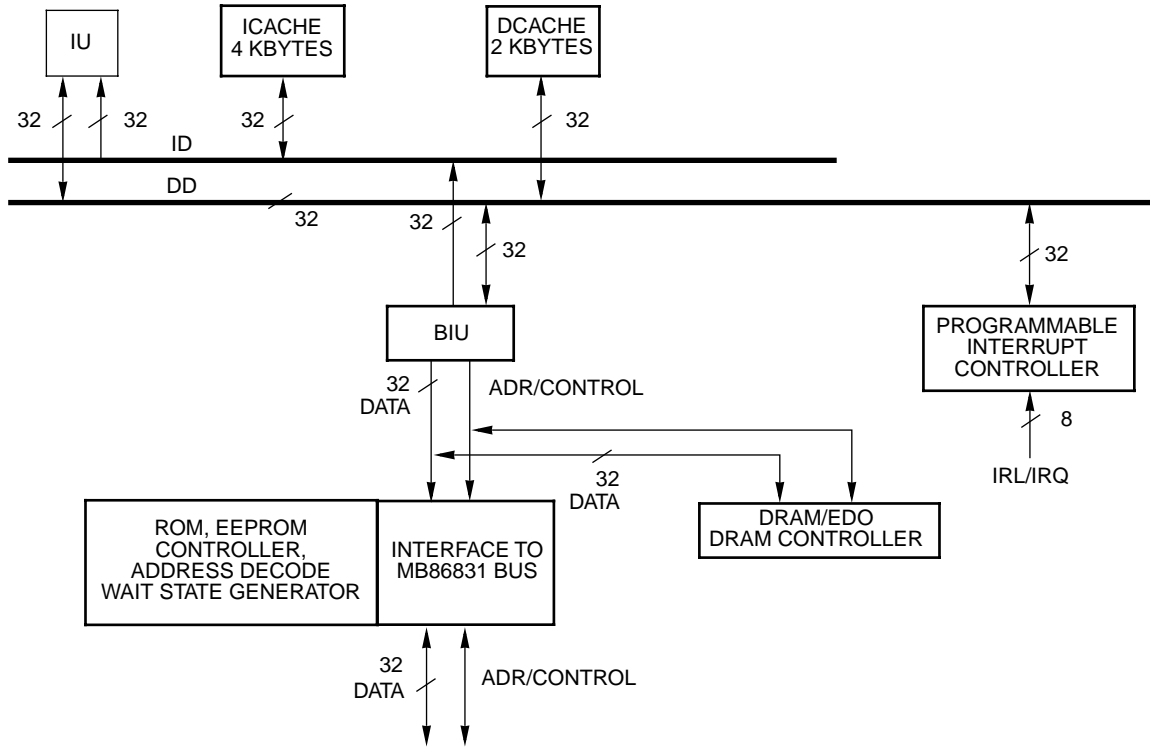 IU
ICACHE
4 KBYTES
DCACHE
2 KBYTES
32
32
32
32
ID
DD
32
32
32
32
BIU
PROGRAMMABLE
INTERRUPT
CONTROLLER
32
DATA
ADR/CONTROL
8
IRL/IRQ
32
DATA
ROM, EEPROM
CONTROLLER,
ADDRESS DECODE
WAIT STATE GENERATOR
INTERFACE TO
MB86831 BUS
DRAM/EDO
DRAM CONTROLLER
32
DATA
ADR/CONTROL